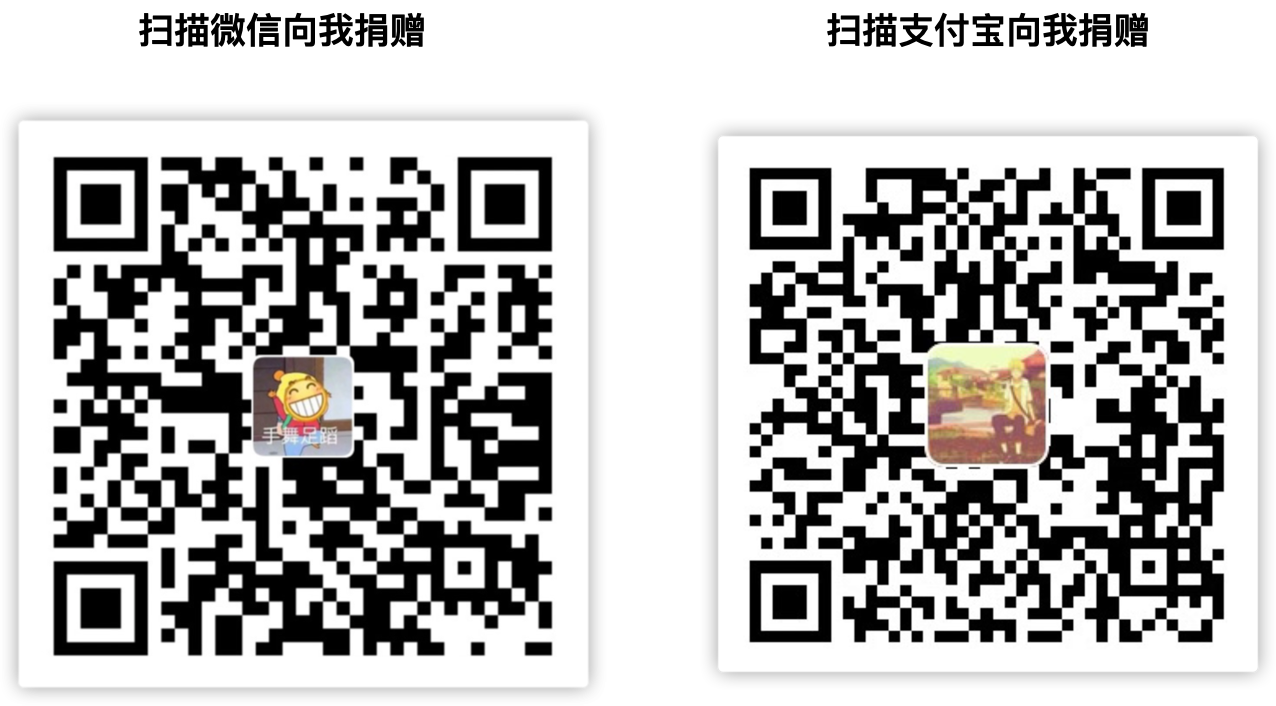 扫描微信向我捐赠
扫描支付宝向我捐赠
手舞足蹈